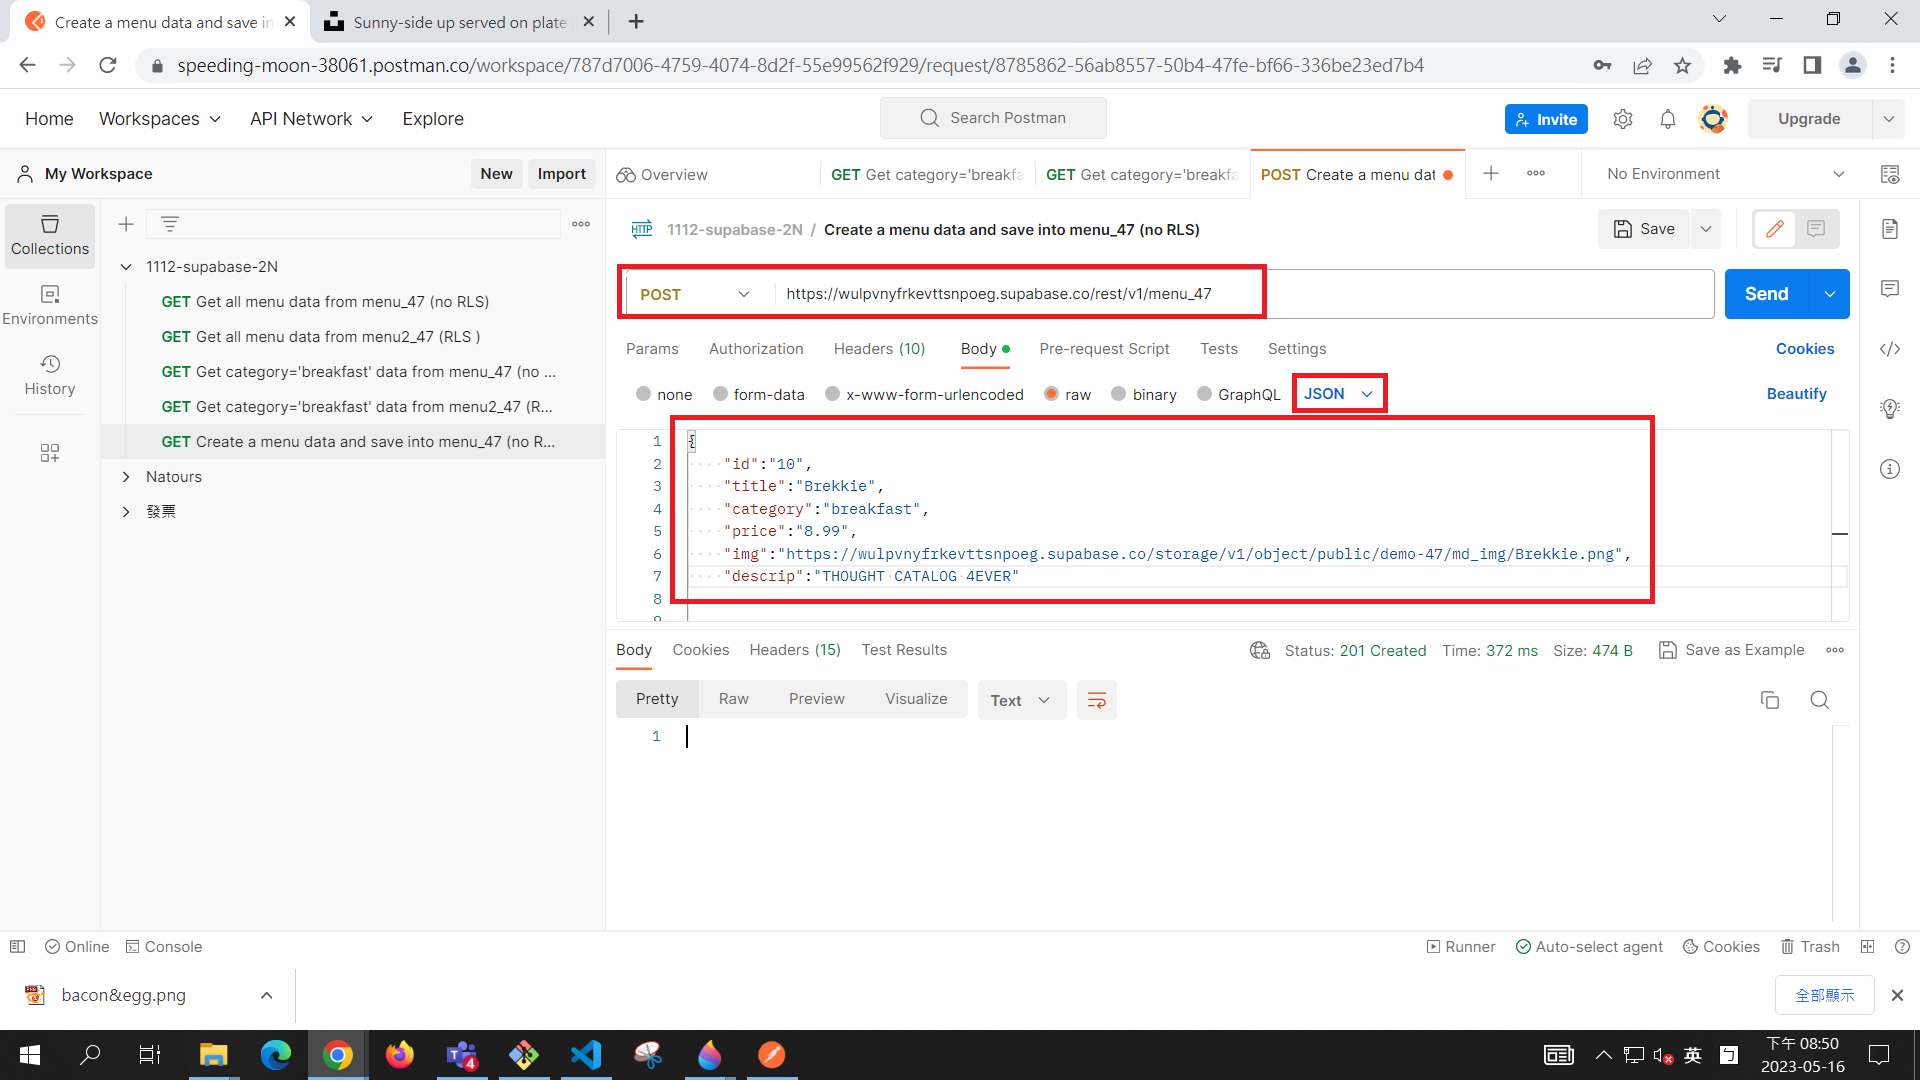 Create a menu data and save in
Sunny-side up served on plate
speeding-moon-38061.postman.co/workspace/787d7006-4759-4074-8d2f-55e99562f929/request/8785862-56ab8557-50b4-47fe-bf66-336be23ed7b4
Home Workspaces API Network Explore Search Postman Invite Upgrade
My Workspace New Import Overview GET Get category='breakfa GET Get category='breakfa POST Create a menu dat No Environment
Collections
Environments
History
1112-supabase-2N
GET Get all menu data from menu_47 (no RLS)
GET Get all menu data from menu2_47 (RLS )
GET Get category='breakfast' data from menu_47 (no ...
GET Get category='breakfast' data from menu2_47 (R...
GET Create a menu data and save into menu_47 (no R...
Natours
發票
HTTP 1112-supabase-2N / Create a menu data and save into menu_47 (no RLS) Save
POST https://wulpvnyfrkevttsnpoeg.supabase.co/rest/v1/menu_47 Send
Params Authorization Headers (10) Body Pre-request Script Tests Settings Cookies
none form-data x-www-form-urlencoded raw binary GraphQL JSON Beautify
1 {
2 "id":"10",
3 "title":"Brekkie",
4 "category":"breakfast",
5 "price":"8.99",
6 "img":"https://wulpvnyfrkevttsnpoeg.supabase.co/storage/v1/object/public/demo-47/md_img/Brekkie.png",
7 "descrip":"THOUGHT CATALOG 4EVER"
8
9
Body Cookies Headers (15) Test Results Status: 201 Created Time: 372 ms Size: 474 B Save as Example
Pretty Raw Preview Visualize Text
1
Online Console Runner Auto-select agent Cookies Trash
bacon&egg.png 全部顯示
4
英
下午 08:50
2023-05-16